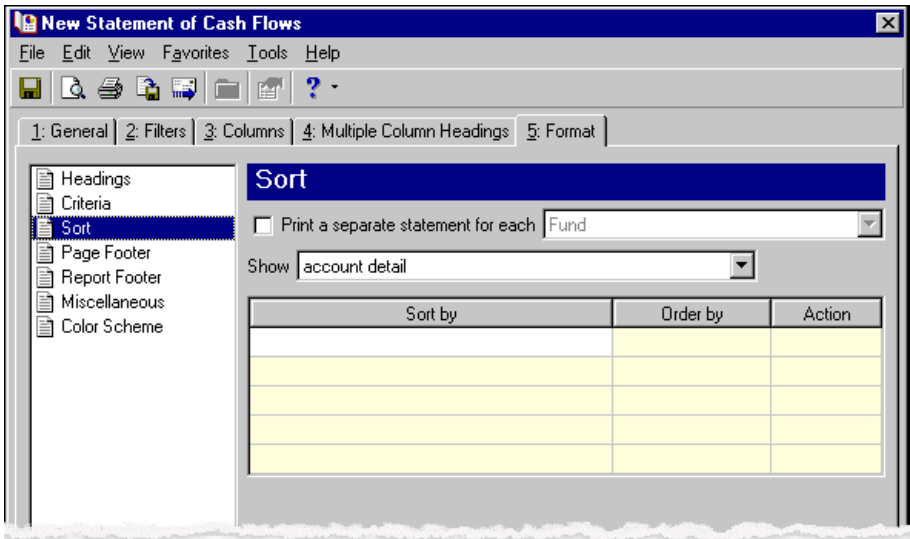 New Statement of Cash Flows
File Edit View Favorites Tools Help
?
1: General 2: Filters 3: Columns 4: Multiple Column Headings 5: Format
Headings
Criteria
Sort
Page Footer
Report Footer
Miscellaneous
Color Scheme
Sort
Print a separate statement for each Fund
Show account detail
Sort by Order by Action